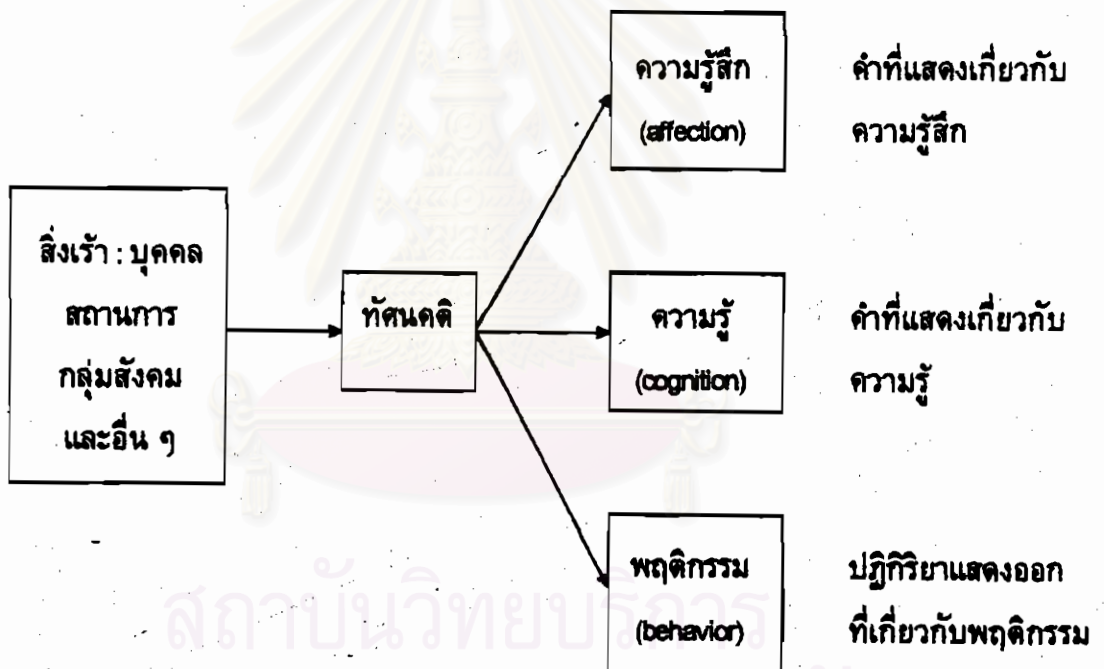 ความรู้สึก
(affection)
คำที่แสดงเกี่ยวกับ
ความรู้สึก
สิ่งเร้า : บุคคล
สถานการ
กลุ่มสังคม
และอื่น ๆ
ทัศนคติ
ความรู้
(cognition)
คำที่แสดงเกี่ยวกับ
ความรู้
พฤติกรรม
(behavior)
ปฎิกิริยาแสดงออก
ที่เกี่ยวกับพฤติกรรม
สถาบันวิทยบริการ